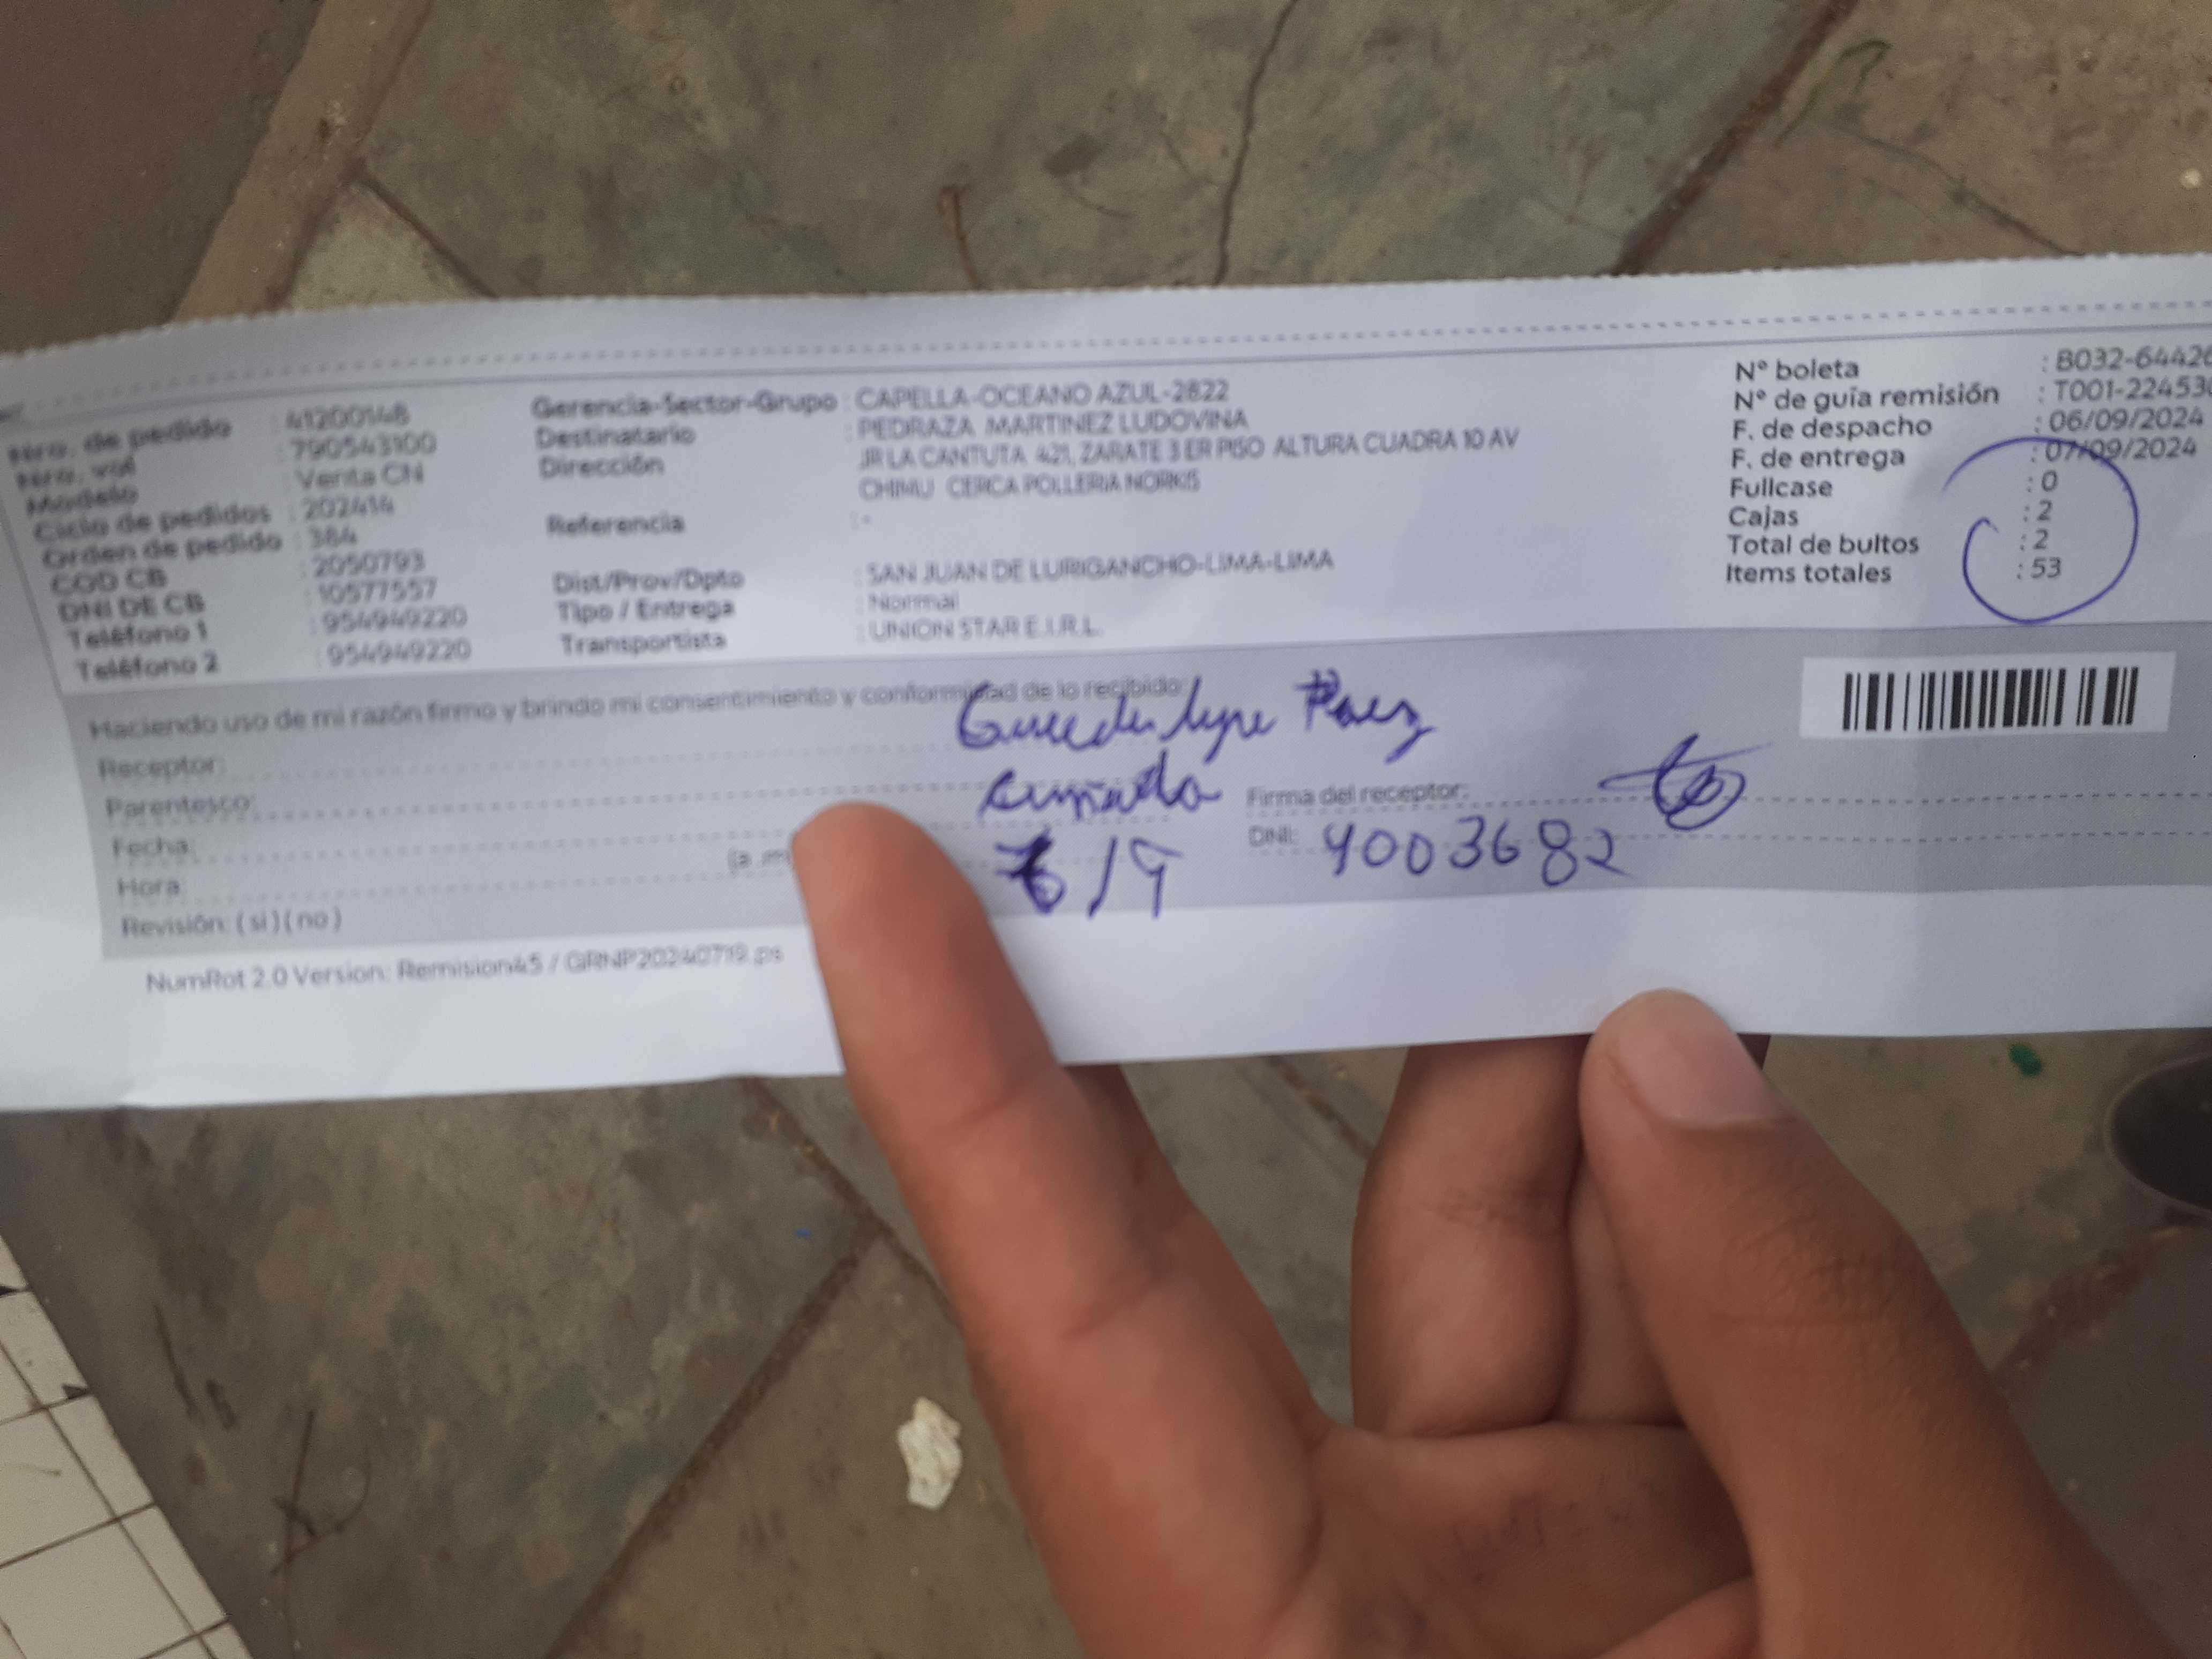 Nro. de pedido : 41200148
Nro. vol : 790543100
Modelo : Venta CN
Ciclo de pedidos : 202414
Orden de pedido : 384
COD CB : 2050793
DNI DE CB : 10577557
Teléfono 1 : 954949220
Teléfono 2 : 954949220
Gerencia-Sector-Grupo : CAPELLA-OCEANO AZUL-2822
Destinatario : PEDRAZA MARTINEZ LUDOVINA
Dirección : JR LA CANTUTA 421, ZARATE 3 ER PISO ALTURA CUADRA 10 AV
CHIMU CERCA POLLERIA NORKIS
Referencia : -
Dist/Prov/Dpto : SAN JUAN DE LURIGANCHO-LIMA-LIMA
Tipo / Entrega : Normal
Transportista : UNION STAR E.I.R.L.
N° boleta : B032-64426
N° de guía remisión : T001-22453
F. de despacho : 06/09/2024
F. de entrega : 07/09/2024
Fullcase : 0
Cajas : 2
Total de bultos : 2
Items totales : 53
Haciendo uso de mi razón firmo y brindo mi consentimiento y conformidad de lo recibido:
Receptor: Paez
Parentesco: cuñada
Firma del receptor:
Fecha: /9
DNI: 4003682
Hora:
Revisión: ( si ) ( no )
NumRot 2.0 Version: Remision45 / GRNP20240719.ps